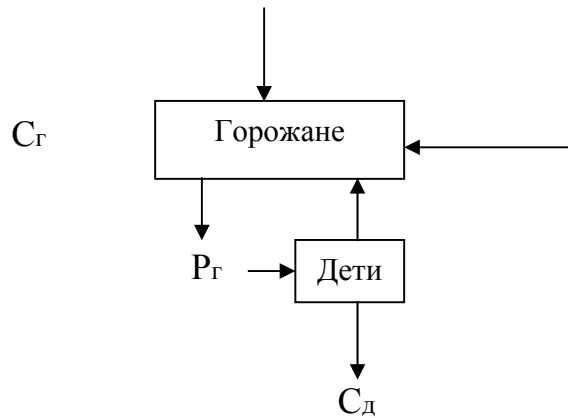 Сг
Горожане
Рг
Дети
Сд